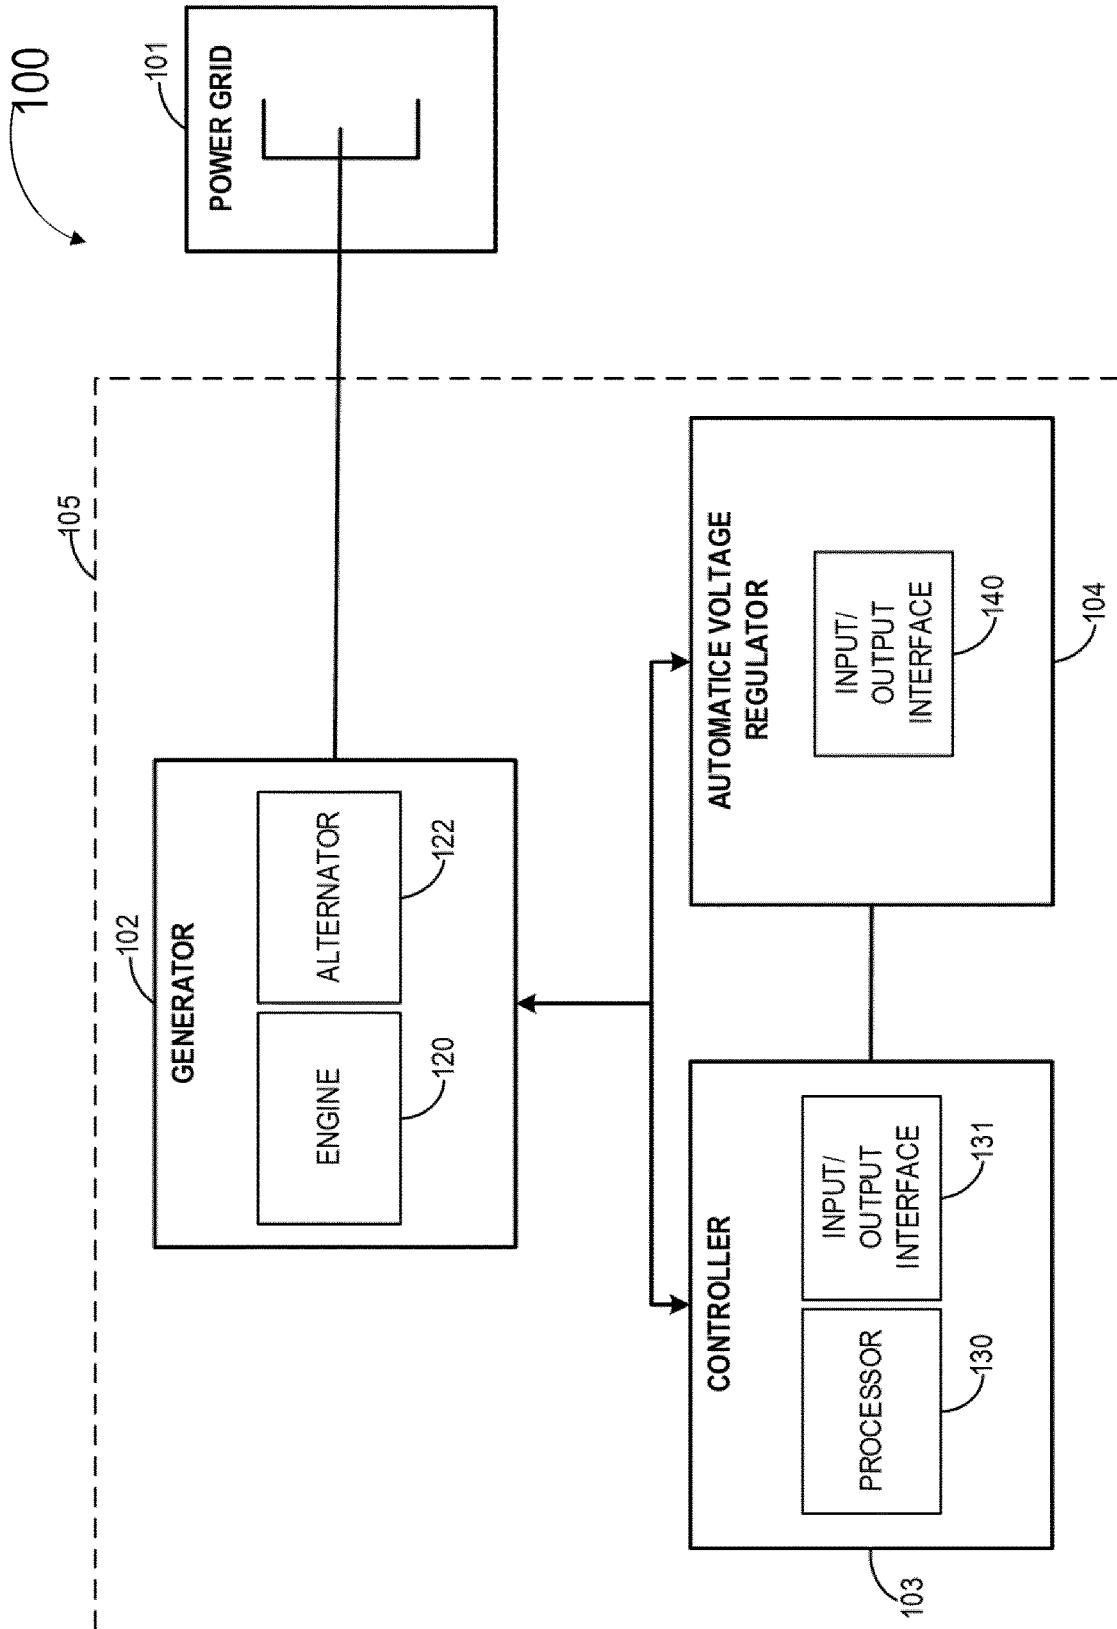 100
101
POWER GRID
105
102
GENERATOR
ENGINE
ALTERNATOR
120
122
CONTROLLER
PROCESSOR
INPUT/
OUTPUT
INTERFACE
130
131
103
AUTOMATICE VOLTAGE
REGULATOR
INPUT/
OUTPUT
INTERFACE
140
104